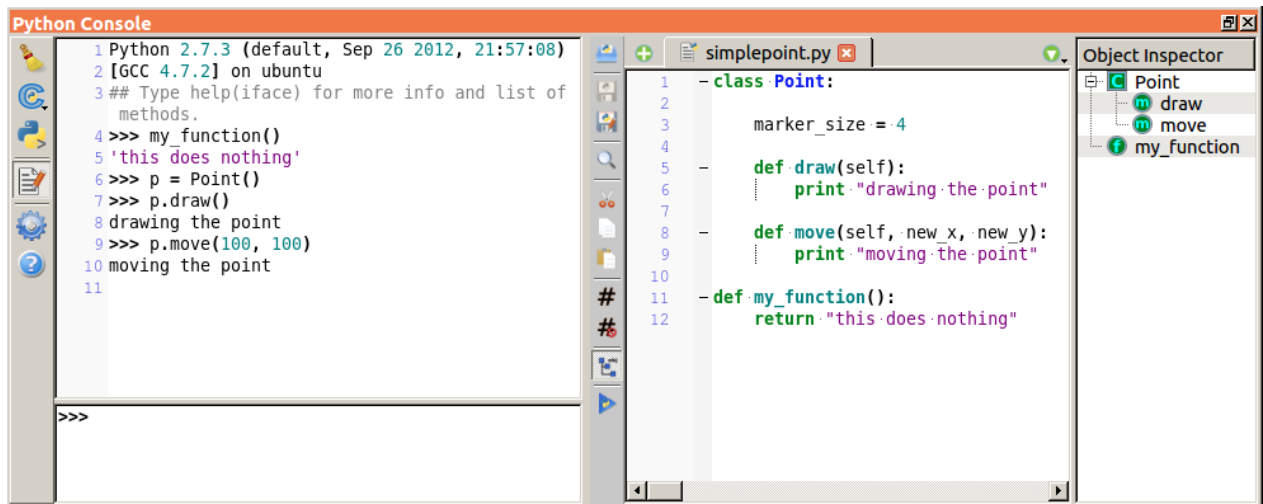 Python Console
1 Python 2.7.3 (default, Sep 26 2012, 21:57:08)
2 [GCC 4.7.2] on ubuntu
3 ## Type help(iface) for more info and list of
methods.
4 >>> my_function()
5 'this does nothing'
6 >>> p = Point()
7 >>> p.draw()
8 drawing the point
9 >>> p.move(100, 100)
10 moving the point
11
>>>
simplepoint.py
1 class Point:
2
3 marker_size = 4
4
5 def draw(self):
6 print "drawing the point"
7
8 def move(self, new_x, new_y):
9 print "moving the point"
10
11 def my_function():
12 return "this does nothing"
Object Inspector
C Point
m draw
m move
f my_function